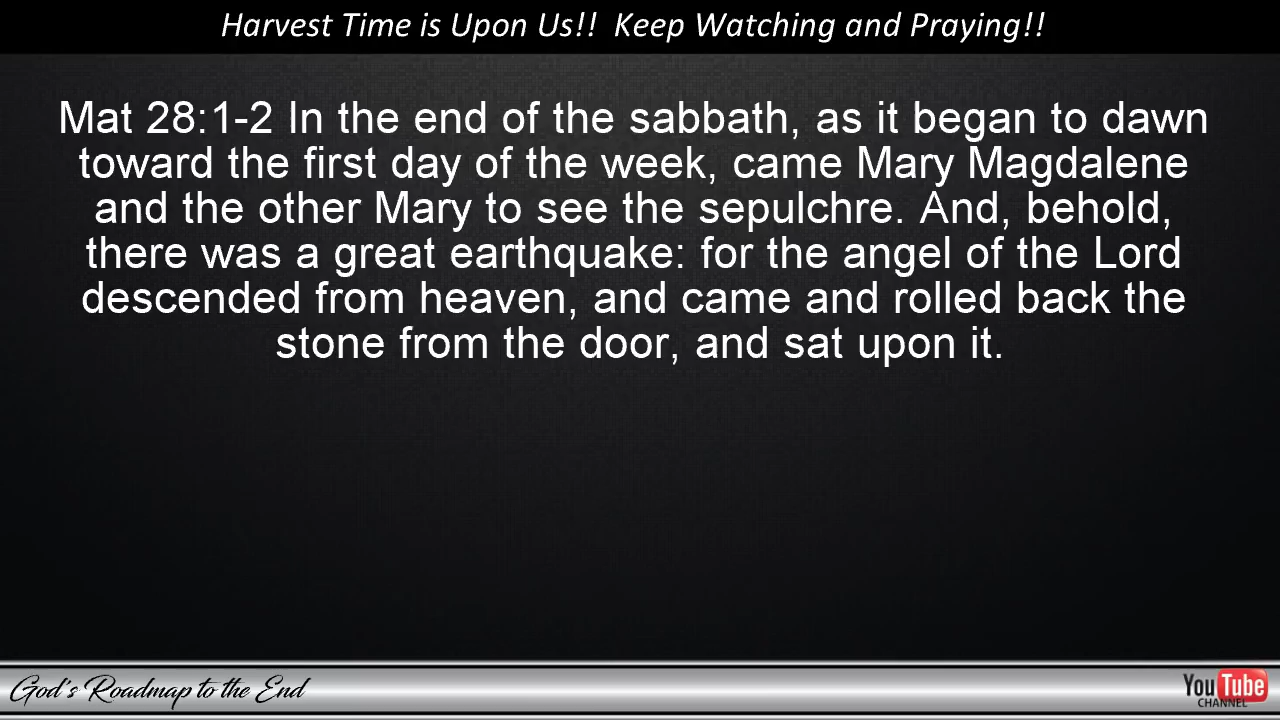 Harvest Time is Upon Us!! Keep Watching and Praying!!
Mat 28:1-2 In the end of the sabbath, as it began to dawn
toward the first day of the week, came Mary Magdalene
and the other Mary to see the sepulchre. And, behold,
there was a great earthquake: for the angel of the Lord
descended from heaven, and came and rolled back the
stone from the door, and sat upon it.
God's Roadmap to the End
YouTube
CHANNEL